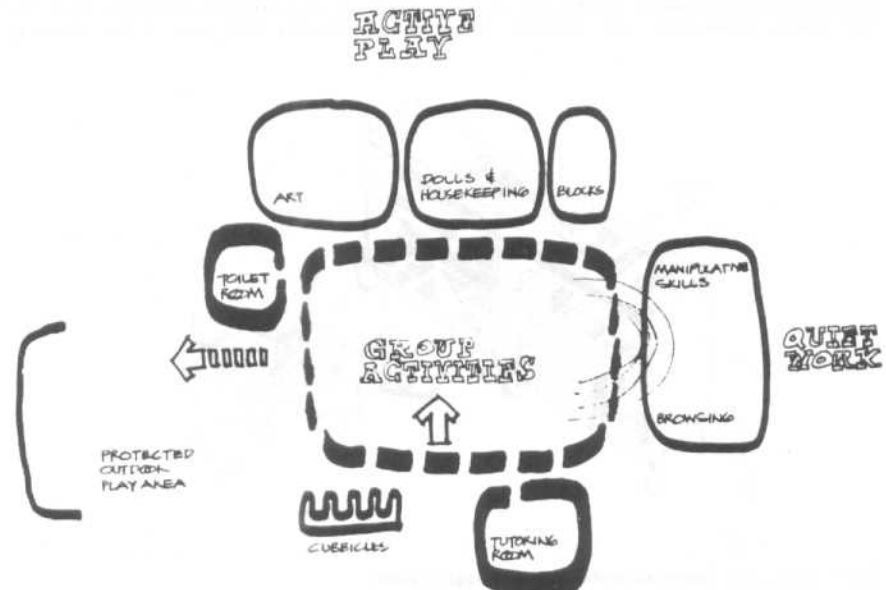 ACTIVE
PLAY
ART
DOLLS &
HOUSEKEEPING
BLOCKS
TOILET
ROOM
MANIPULATIVE
SKILLS
GROUP
ACTIVITIES
QUIET
WORK
BROWSING
PROTECTED
OUTDOOR
PLAY AREA
CUBBICLES
TUTORING
ROOM